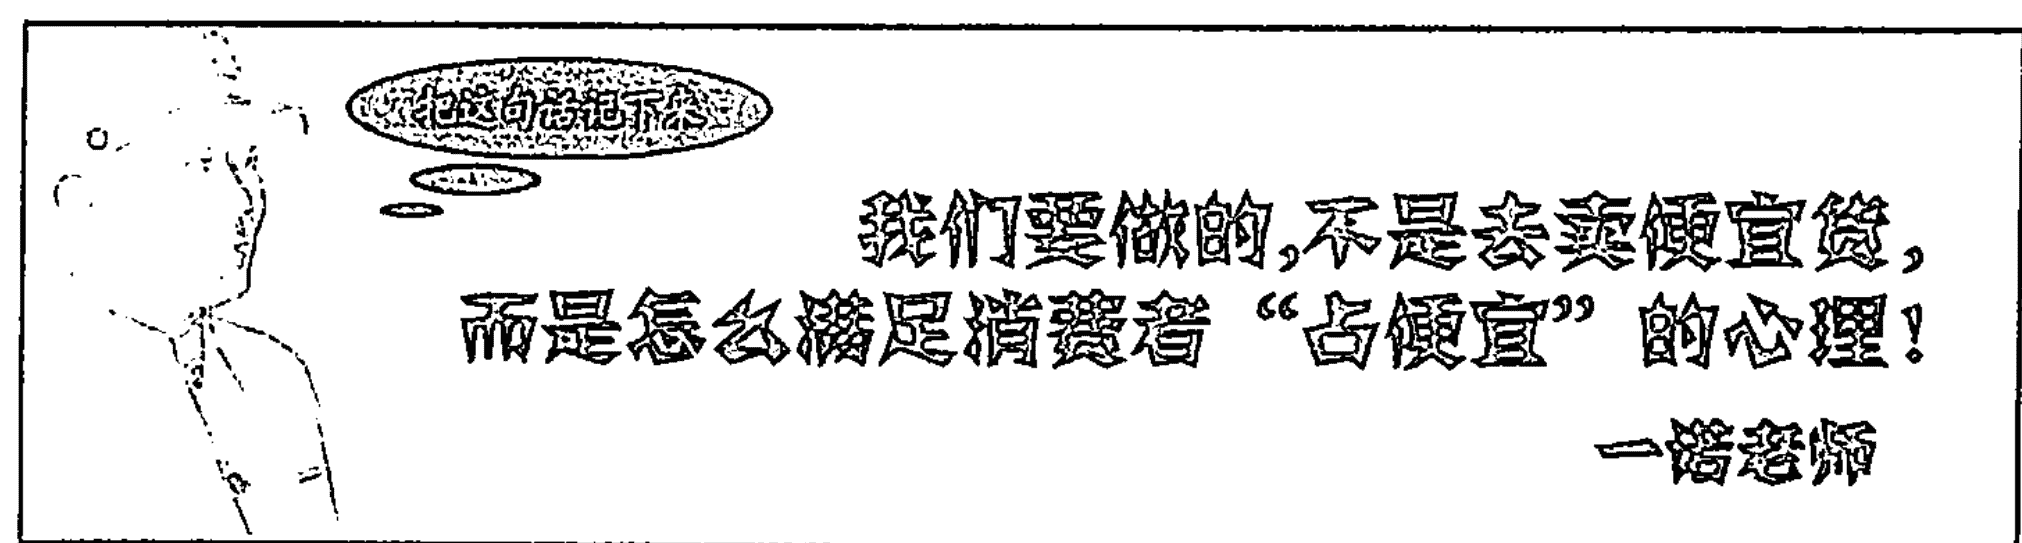 把这句话记下来
我们要做的,不是去卖便宜货,
而是怎么满足消费者“占便宜”的心理!
一诺老师